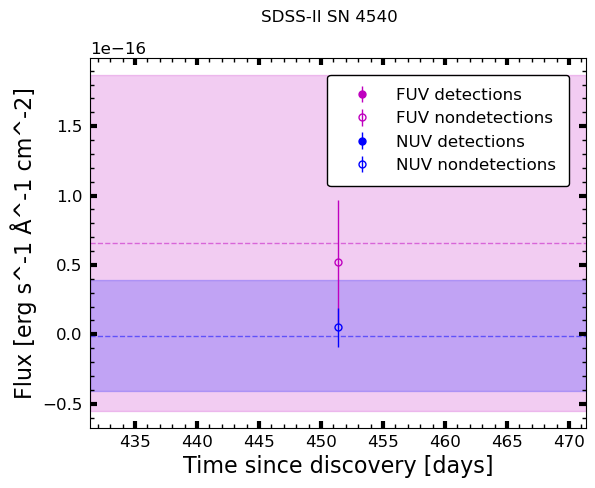 SDSS-II SN 4540
1e−16
FUV detections
FUV nondetections
NUV detections
NUV nondetections
1.5
1.0
0.5
0.0
−0.5
Flux [erg s^-1 Å^-1 cm^-2]
435 440 445 450 455 460 465 470
Time since discovery [days]